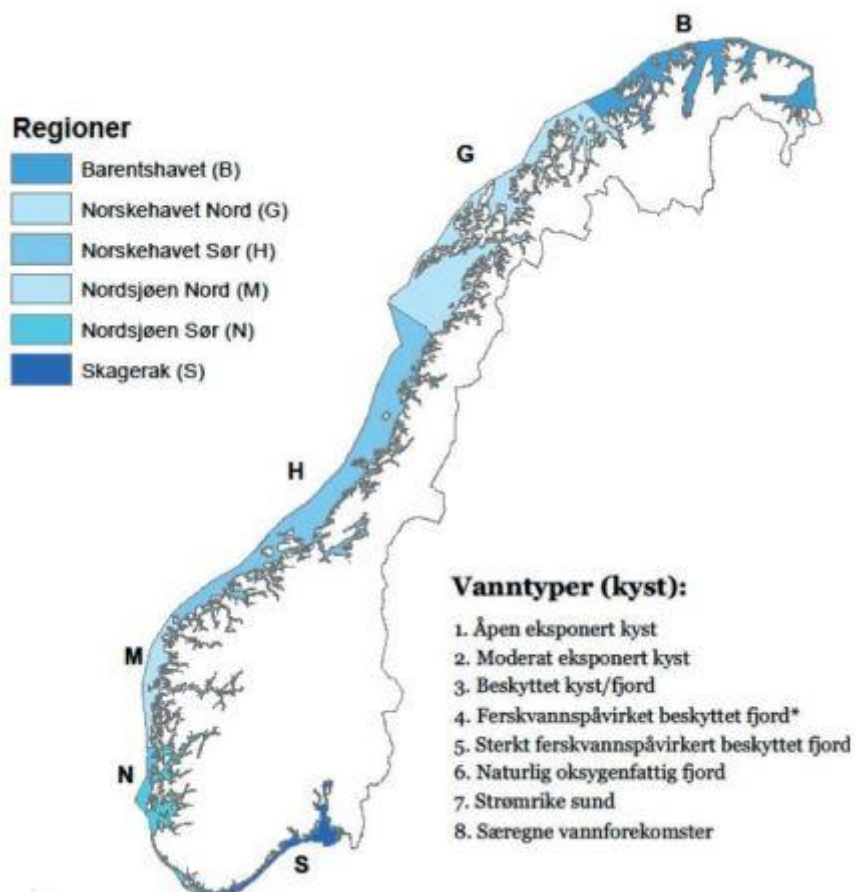 B
Regioner
Barentshavet (B)
G
Norskehavet Nord (G)
Norskehavet Sør (H)
Nordsjøen Nord (M)
Nordsjøen Sør (N)
Skagerak (S)
H
Vanntyper (kyst):
1. Åpen eksponert kyst
2. Moderat eksponert kyst
M
3. Beskyttet kyst/fjord
4. Ferskvannspåvirket beskyttet fjord*
5. Sterkt ferskvannspåvirkert beskyttet fjord
N
6. Naturlig oksygenfattig fjord
7. Strømrike sund
8. Særegne vannforekomster
S